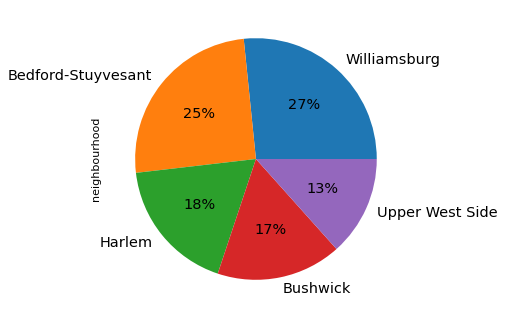 Williamsburg
27%
Bedford-Stuyvesant
25%
neighbourhood
Harlem
18%
Bushwick
17%
Upper West Side
13%